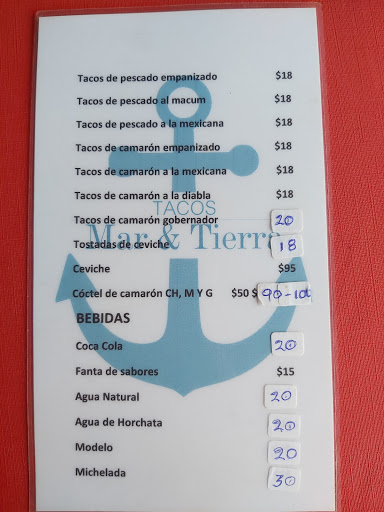 Tacos de pescado empanizado $18
Tacos de pescado al macum $18
Tacos de pescado a la mexicana $18
Tacos de camarón empanizado $18
Tacos de camarón a la mexicana $18
Tacos de camarón a la diabla $18
TACOS
Tacos de camarón gobernador 20
Mar & Tierra
Tostadas de ceviche 18
Ceviche $95
Cóctel de camarón CH, M Y G $50 $ 90-
BEBIDAS
Coca Cola 20
Fanta de sabores $15
Agua Natural 20
Agua de Horchata 20
Modelo 20
Michelada 30